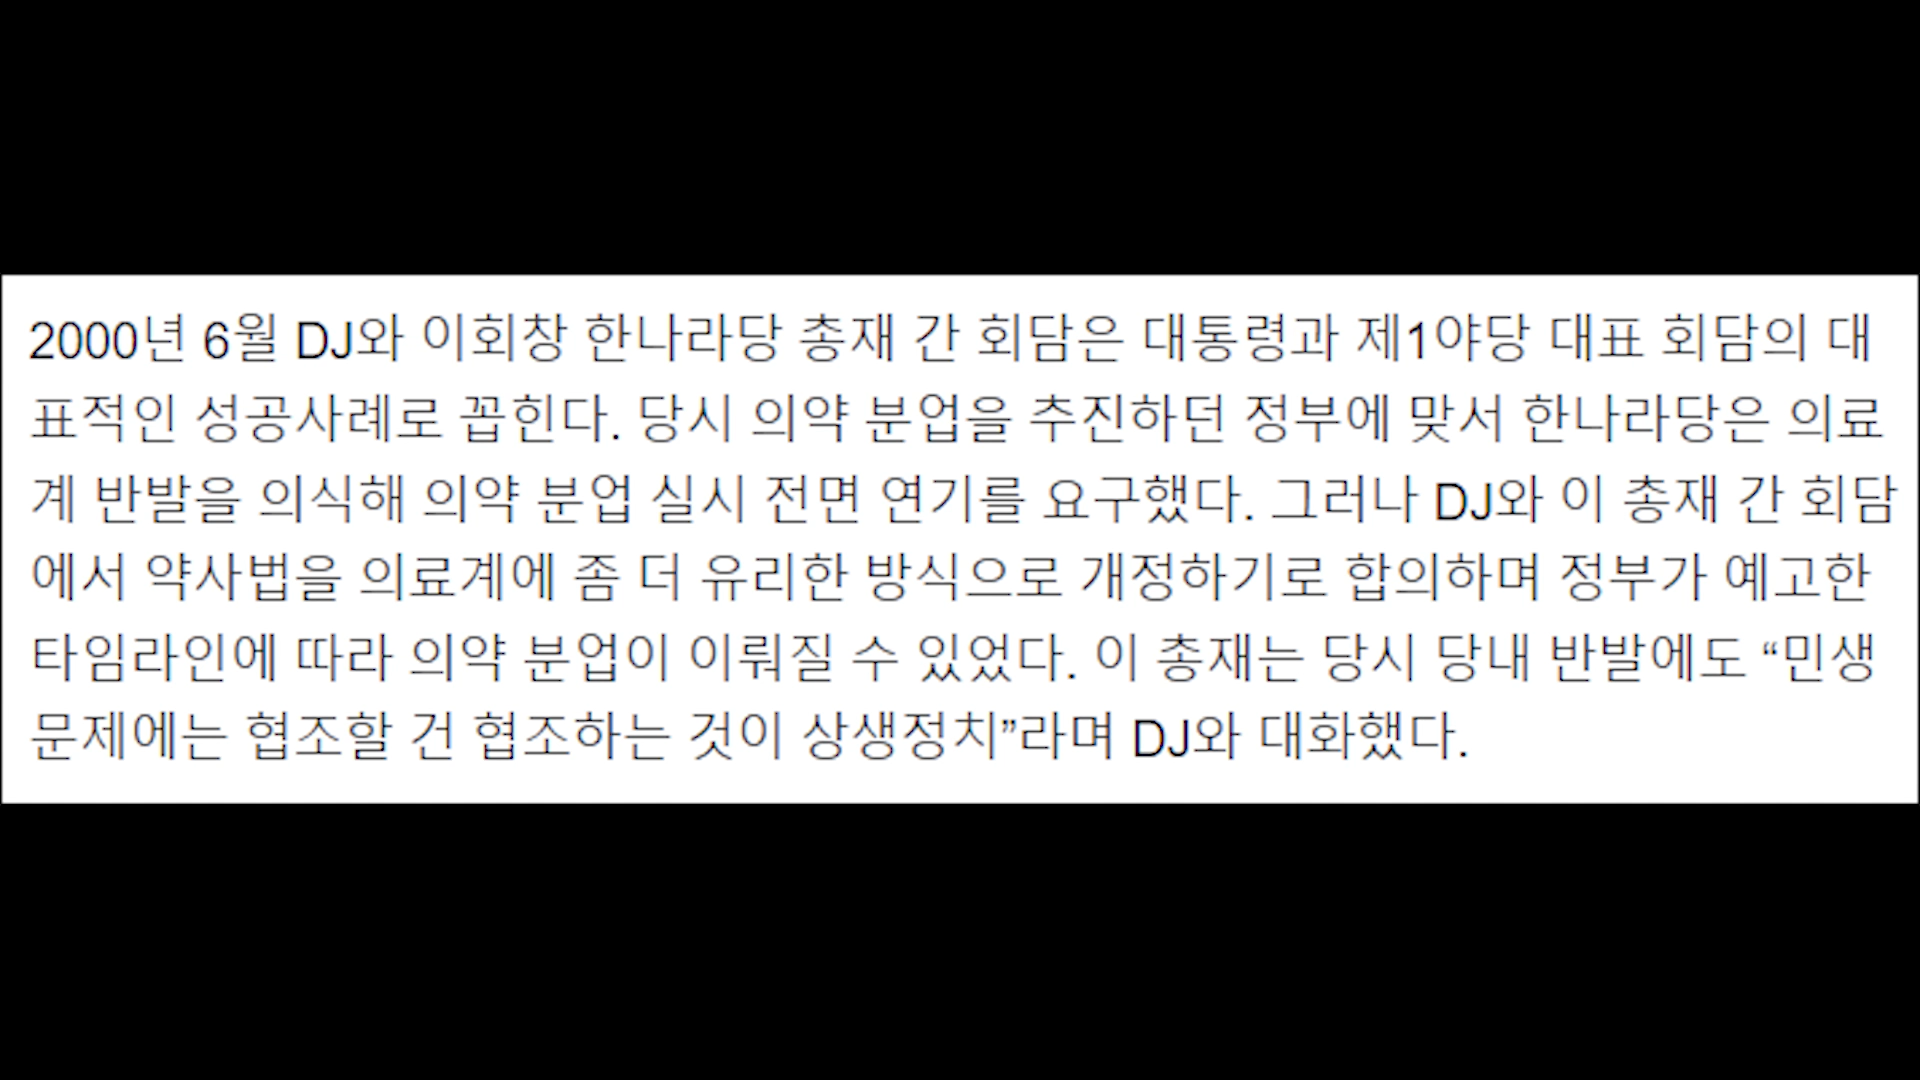 2000년 6월 DJ와 이회창 한나라당 총재 간 회담은 대통령과 제1야당 대표 회담의 대
표적인 성공사례로 꼽힌다. 당시 의약 분업을 추진하던 정부에 맞서 한나라당은 의료
계 반발을 의식해 의약 분업 실시 전면 연기를 요구했다. 그러나 DJ와 이 총재 간 회담
에서 약사법을 의료계에 좀 더 유리한 방식으로 개정하기로 합의하며 정부가 예고한
타임라인에 따라 의약 분업이 이뤄질 수 있었다. 이 총재는 당시 당내 반발에도 “민생
문제에는 협조할 건 협조하는 것이 상생정치”라며 DJ와 대화했다.